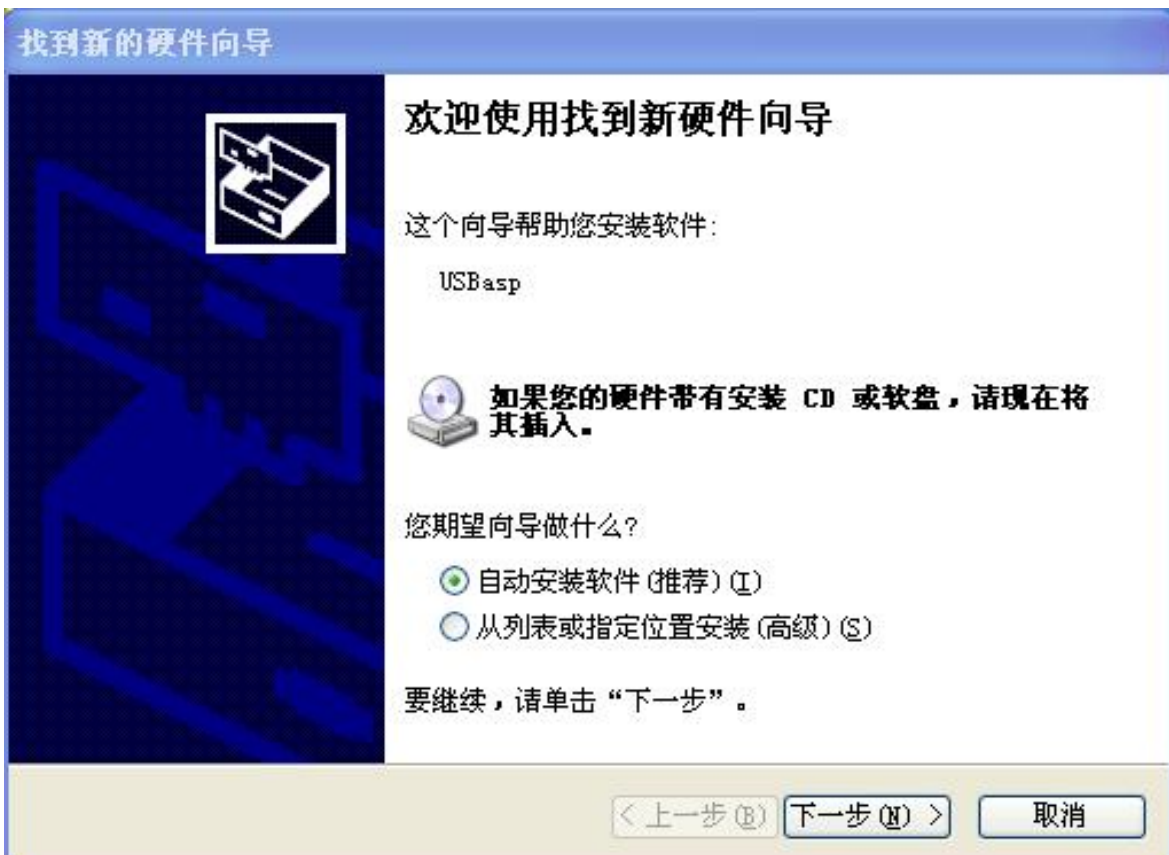 找到新的硬件向导
欢迎使用找到新硬件向导
这个向导帮助您安装软件:
USBasp
如果您的硬件带有安装 CD 或软盘，请现在将
其插入。
您期望向导做什么?
自动安装软件(推荐)(I)
从列表或指定位置安装(高级)(S)
要继续，请单击“下一步”。
< 上一步(B) 下一步(N) > 取消